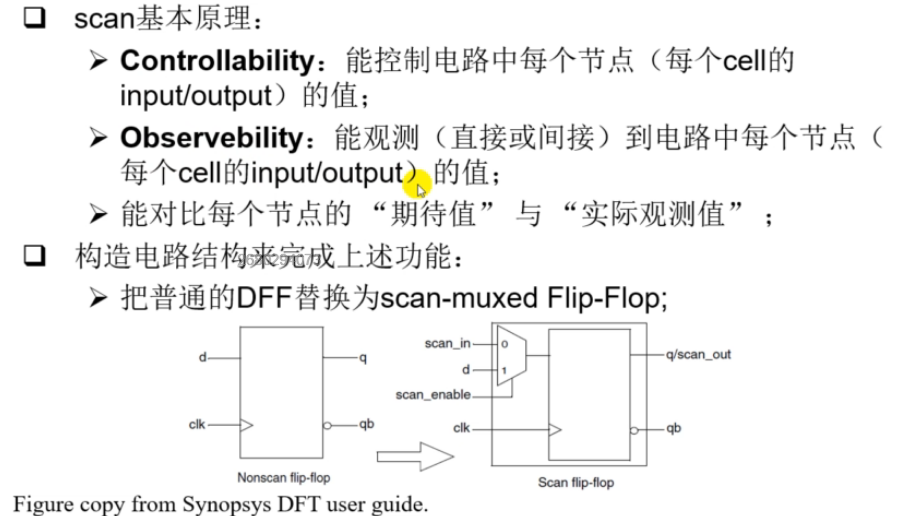 scan基本原理：
Controllability：能控制电路中每个节点（每个cell的
input/output）的值；
Observebility：能观测（直接或间接）到电路中每个节点（
每个cell的input/output）的值；
能对比每个节点的 “期待值” 与 “实际观测值” ；
构造电路结构来完成上述功能：
把普通的DFF替换为scan-muxed Flip-Flop;
d
q
clk
qb
Nonscan flip-flop
scan_in
0
d
1
scan_enable
clk
q/scan_out
qb
Scan flip-flop
Figure copy from Synopsys DFT user guide.